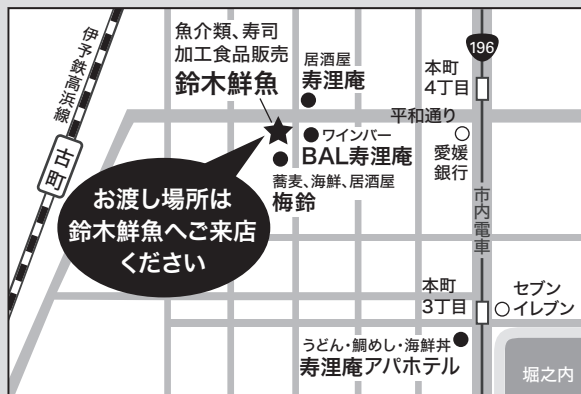 伊予鉄高浜線
古町
魚介類、寿司
加工食品販売
鈴木鮮魚
居酒屋
寿浬庵
196
本町
4丁目
平和通り
ワインバー
BAL寿浬庵
愛媛
銀行
蕎麦、海鮮、居酒屋
梅鈴
お渡し場所は
鈴木鮮魚へご来店
ください
市内電車
本町
3丁目
セブン
イレブン
うどん・鯛めし・海鮮丼
寿浬庵アパホテル
堀之内